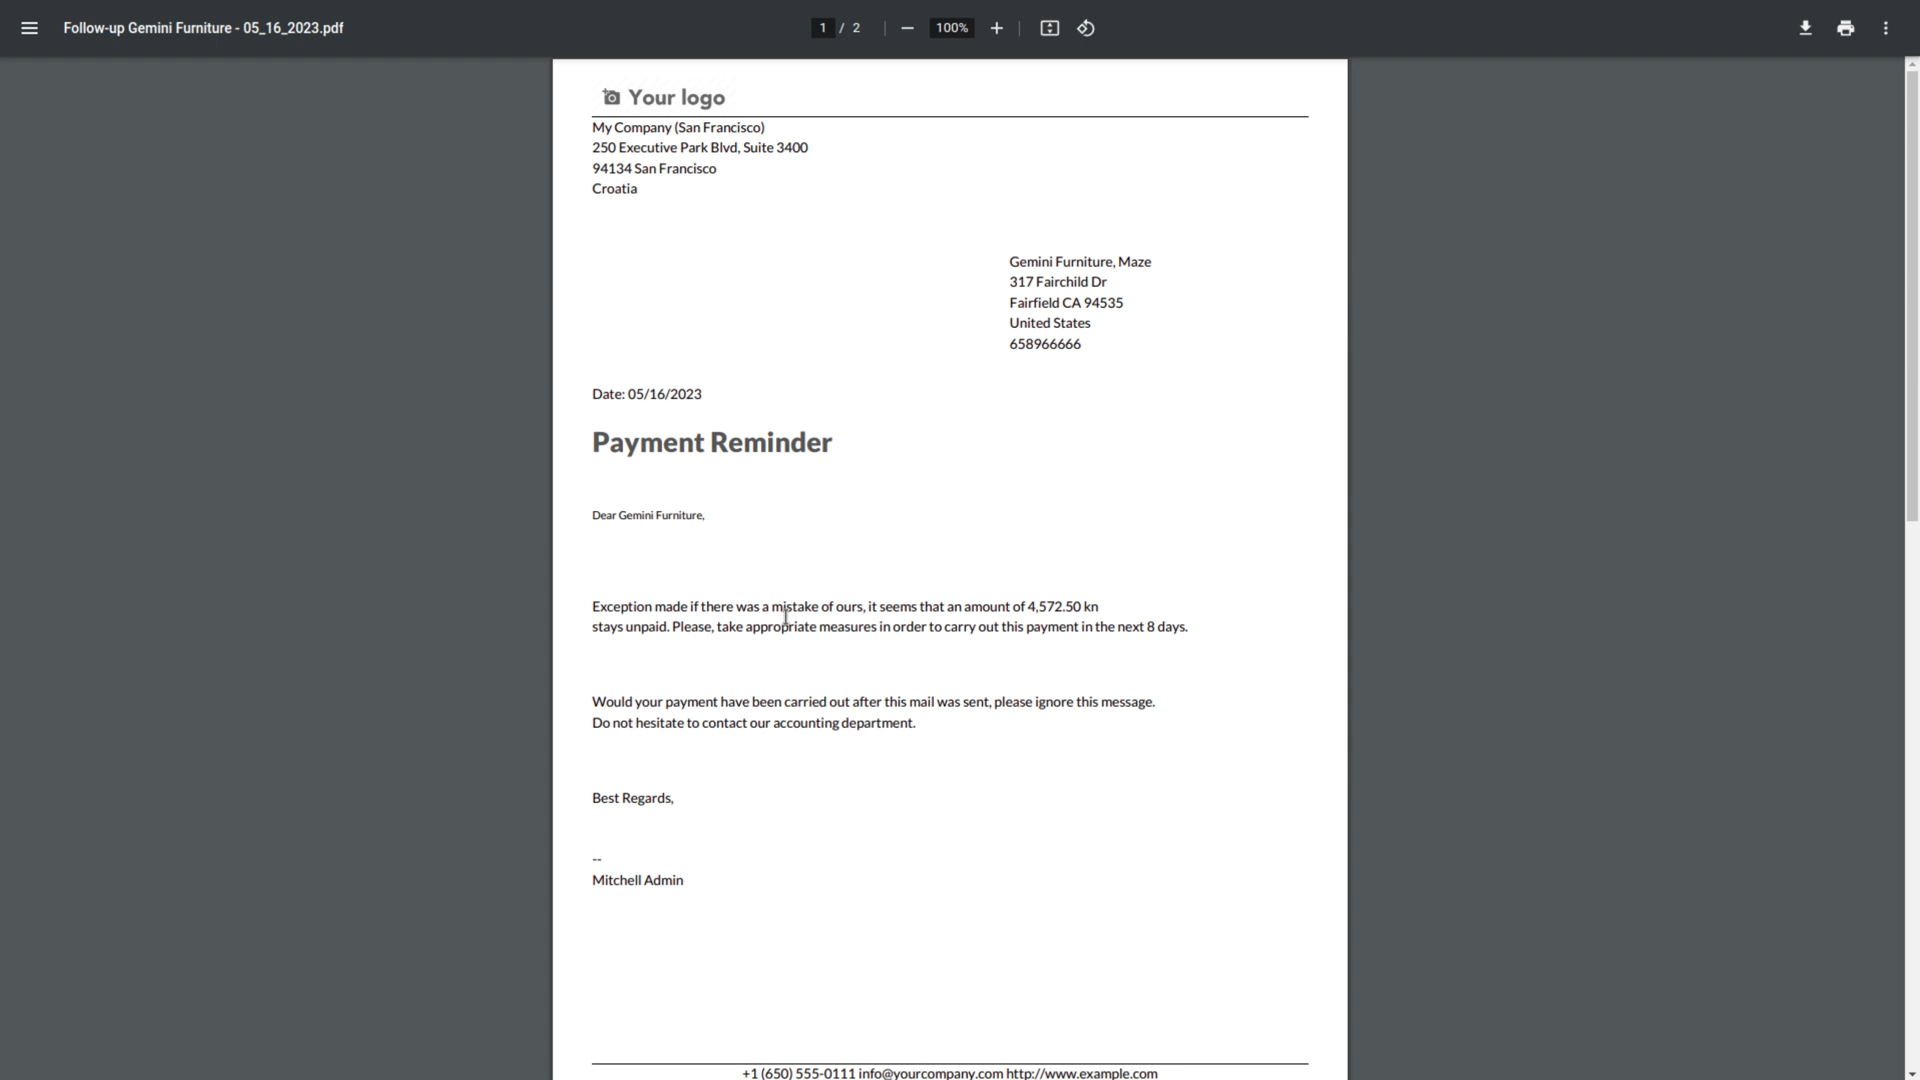 Follow-up Gemini Furniture - 05_16_2023.pdf
1 / 2
100%
Your logo
My Company (San Francisco)
250 Executive Park Blvd, Suite 3400
94134 San Francisco
Croatia
Gemini Furniture, Maze
317 Fairchild Dr
Fairfield CA 94535
United States
658966666
Date: 05/16/2023
Payment Reminder
Dear Gemini Furniture,
Exception made if there was a mistake of ours, it seems that an amount of 4,572.50 kn
stays unpaid. Please, take appropriate measures in order to carry out this payment in the next 8 days.
Would your payment have been carried out after this mail was sent, please ignore this message.
Do not hesitate to contact our accounting department.
Best Regards,
--
Mitchell Admin
+1 (650) 555-0111 info@yourcompany.com http://www.example.com